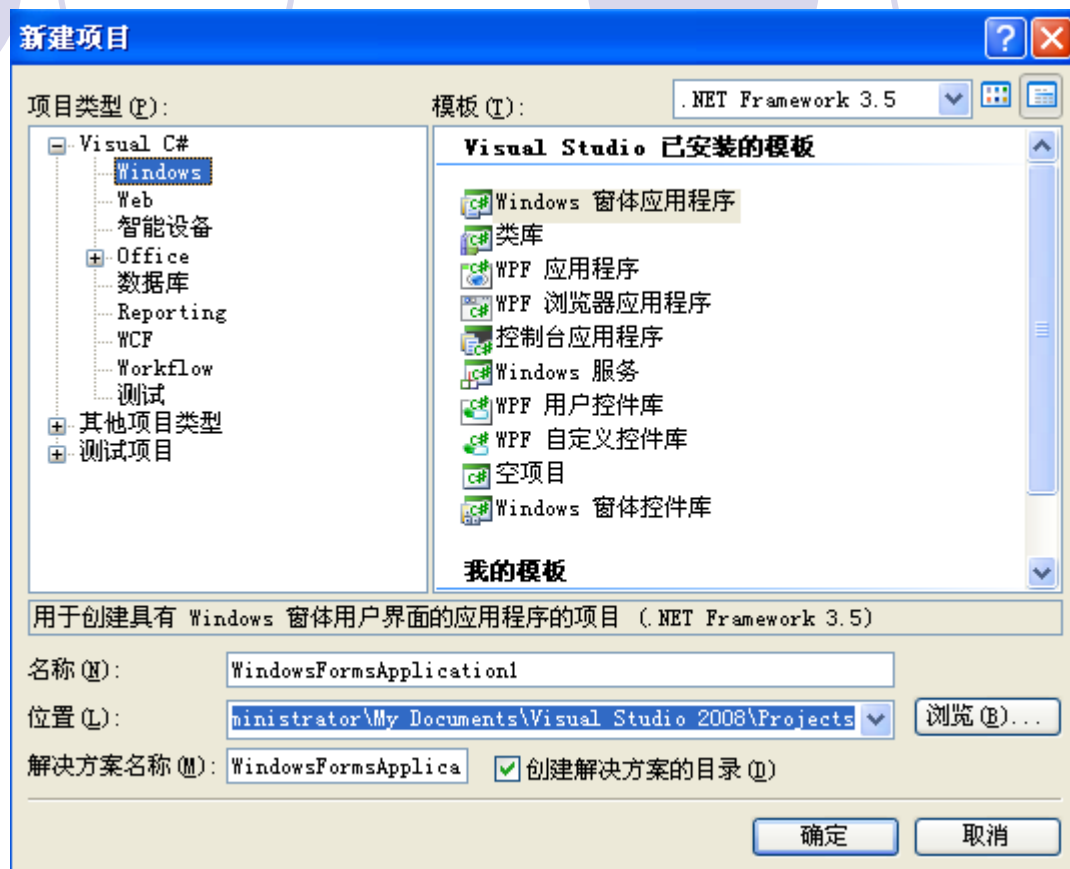 新建项目
项目类型(P):
模板(T):
.NET Framework 3.5
Visual C#
Windows
Web
智能设备
Office
数据库
Reporting
WCF
Workflow
测试
其他项目类型
测试项目
Visual Studio 已安装的模板
Windows 窗体应用程序
类库
WPF 应用程序
WPF 浏览器应用程序
控制台应用程序
Windows 服务
WPF 用户控件库
WPF 自定义控件库
空项目
Windows 窗体控件库
我的模板
用于创建具有 Windows 窗体用户界面的应用程序的项目 (.NET Framework 3.5)
名称(N): WindowsFormsApplication1
位置(L): ministrator\My Documents\Visual Studio 2008\Projects 浏览(B)...
解决方案名称(M): WindowsFormsApplica 创建解决方案的目录(D)
确定 取消